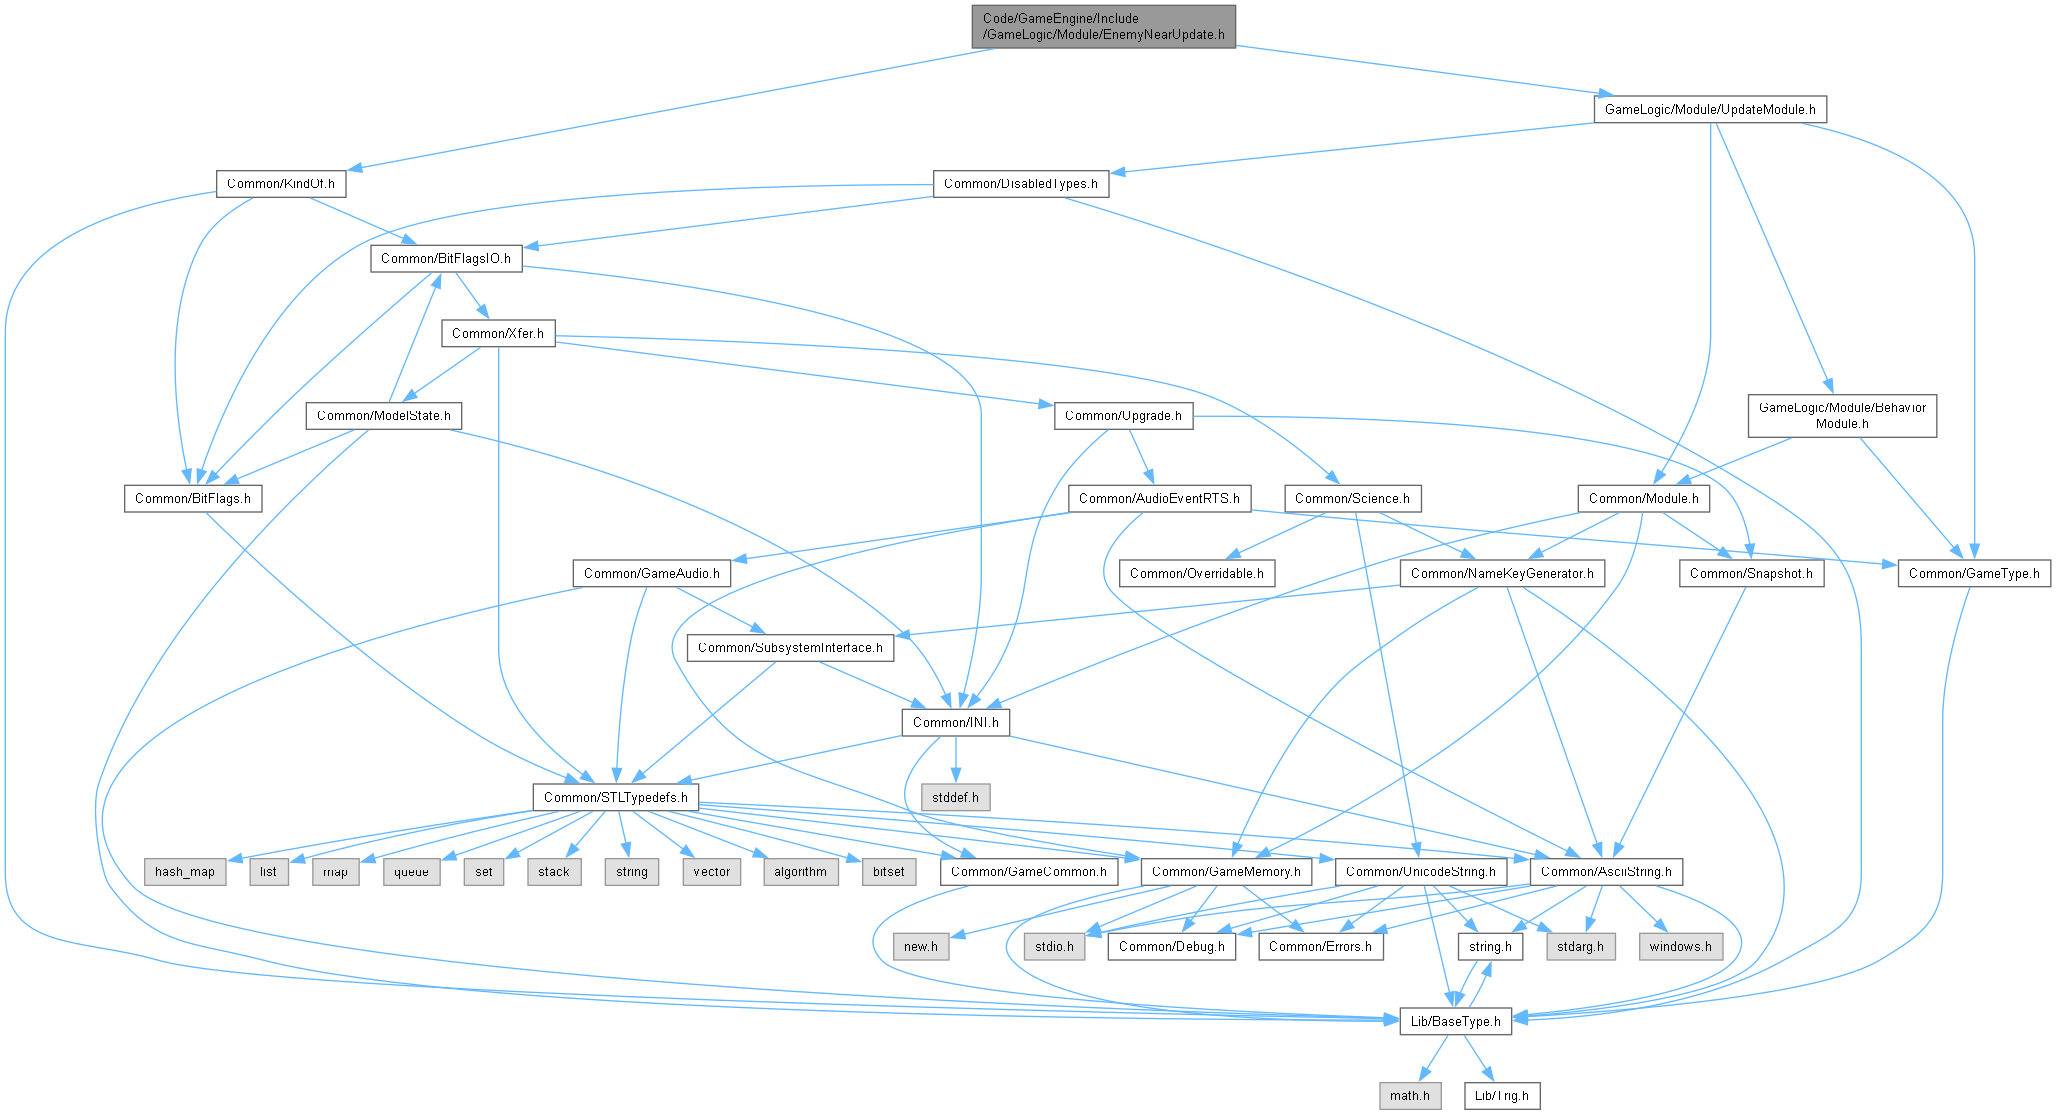 Code/GameEngine/Include
/GameLogic/Module/EnemyNearUpdate.h
GameLogic/Module/UpdateModule.h
Common/KindOf.h
Common/DisabledTypes.h
Common/BitFlagsIO.h
Common/Xfer.h
Common/ModelState.h
Common/Upgrade.h
GameLogic/Module/Behavior
Module.h
Common/BitFlags.h
Common/AudioEventRTS.h
Common/Science.h
Common/Module.h
Common/GameAudio.h
Common/Overridable.h
Common/NameKeyGenerator.h
Common/Snapshot.h
Common/GameType.h
Common/SubsystemInterface.h
Common/INI.h
Common/STLTypedefs.h
stddef.h
hash_map
list
map
queue
set
stack
string
vector
algorithm
bitset
Common/GameCommon.h
Common/GameMemory.h
Common/UnicodeString.h
Common/AsciiString.h
new.h
stdio.h
Common/Debug.h
Common/Errors.h
string.h
stdarg.h
windows.h
Lib/BaseType.h
math.h
Lib/Trig.h